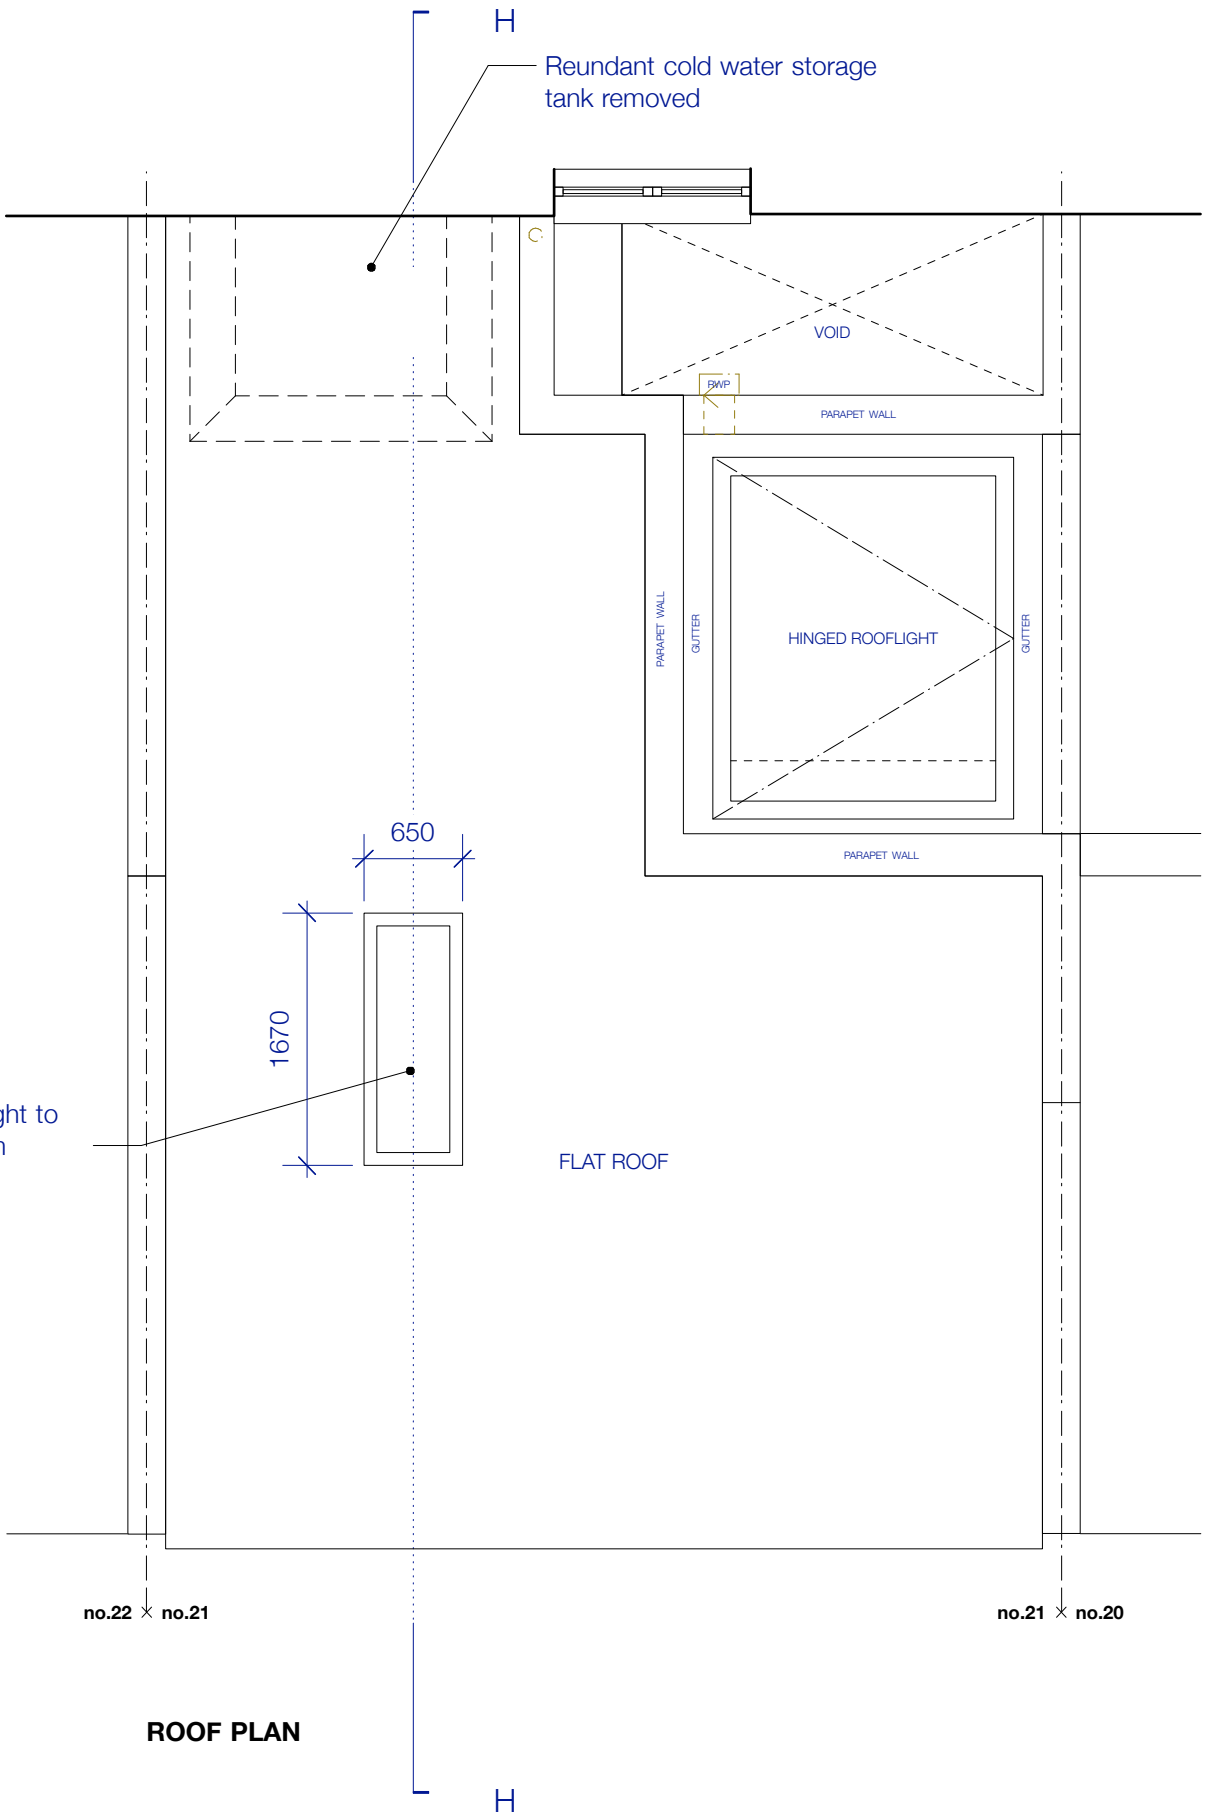 H
Reundant cold water storage
tank removed
VOID
RWP
PARAPET WALL
PARAPET WALL
GUTTER
HINGED ROOFLIGHT
GUTTER
650
PARAPET WALL
1670
ght to
FLAT ROOF
no.22 no.21
no.21 no.20
ROOF PLAN
H